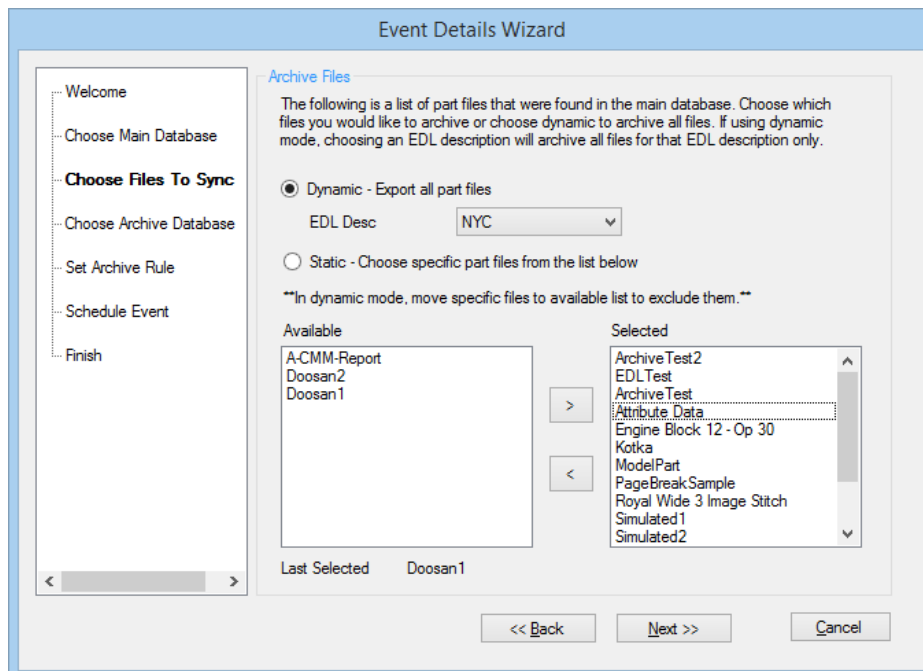 Event Details Wizard
Welcome
Choose Main Database
Choose Files To Sync
Choose Archive Database
Set Archive Rule
Schedule Event
Finish
Archive Files
The following is a list of part files that were found in the main database. Choose which
files you would like to archive or choose dynamic to archive all files. If using dynamic
mode, choosing an EDL description will archive all files for that EDL description only.
Dynamic - Export all part files
EDL Desc NYC
Static - Choose specific part files from the list below
**In dynamic mode, move specific files to available list to exclude them.**
Available
A-CMM-Report
Doosan2
Doosan1
>
<
Selected
ArchiveTest2
EDLTest
ArchiveTest
Attribute Data
Engine Block 12 - Op 30
Kotka
ModelPart
PageBreakSample
Royal Wide 3 Image Stitch
Simulated1
Simulated2
Last Selected Doosan1
<< Back Next >> Cancel